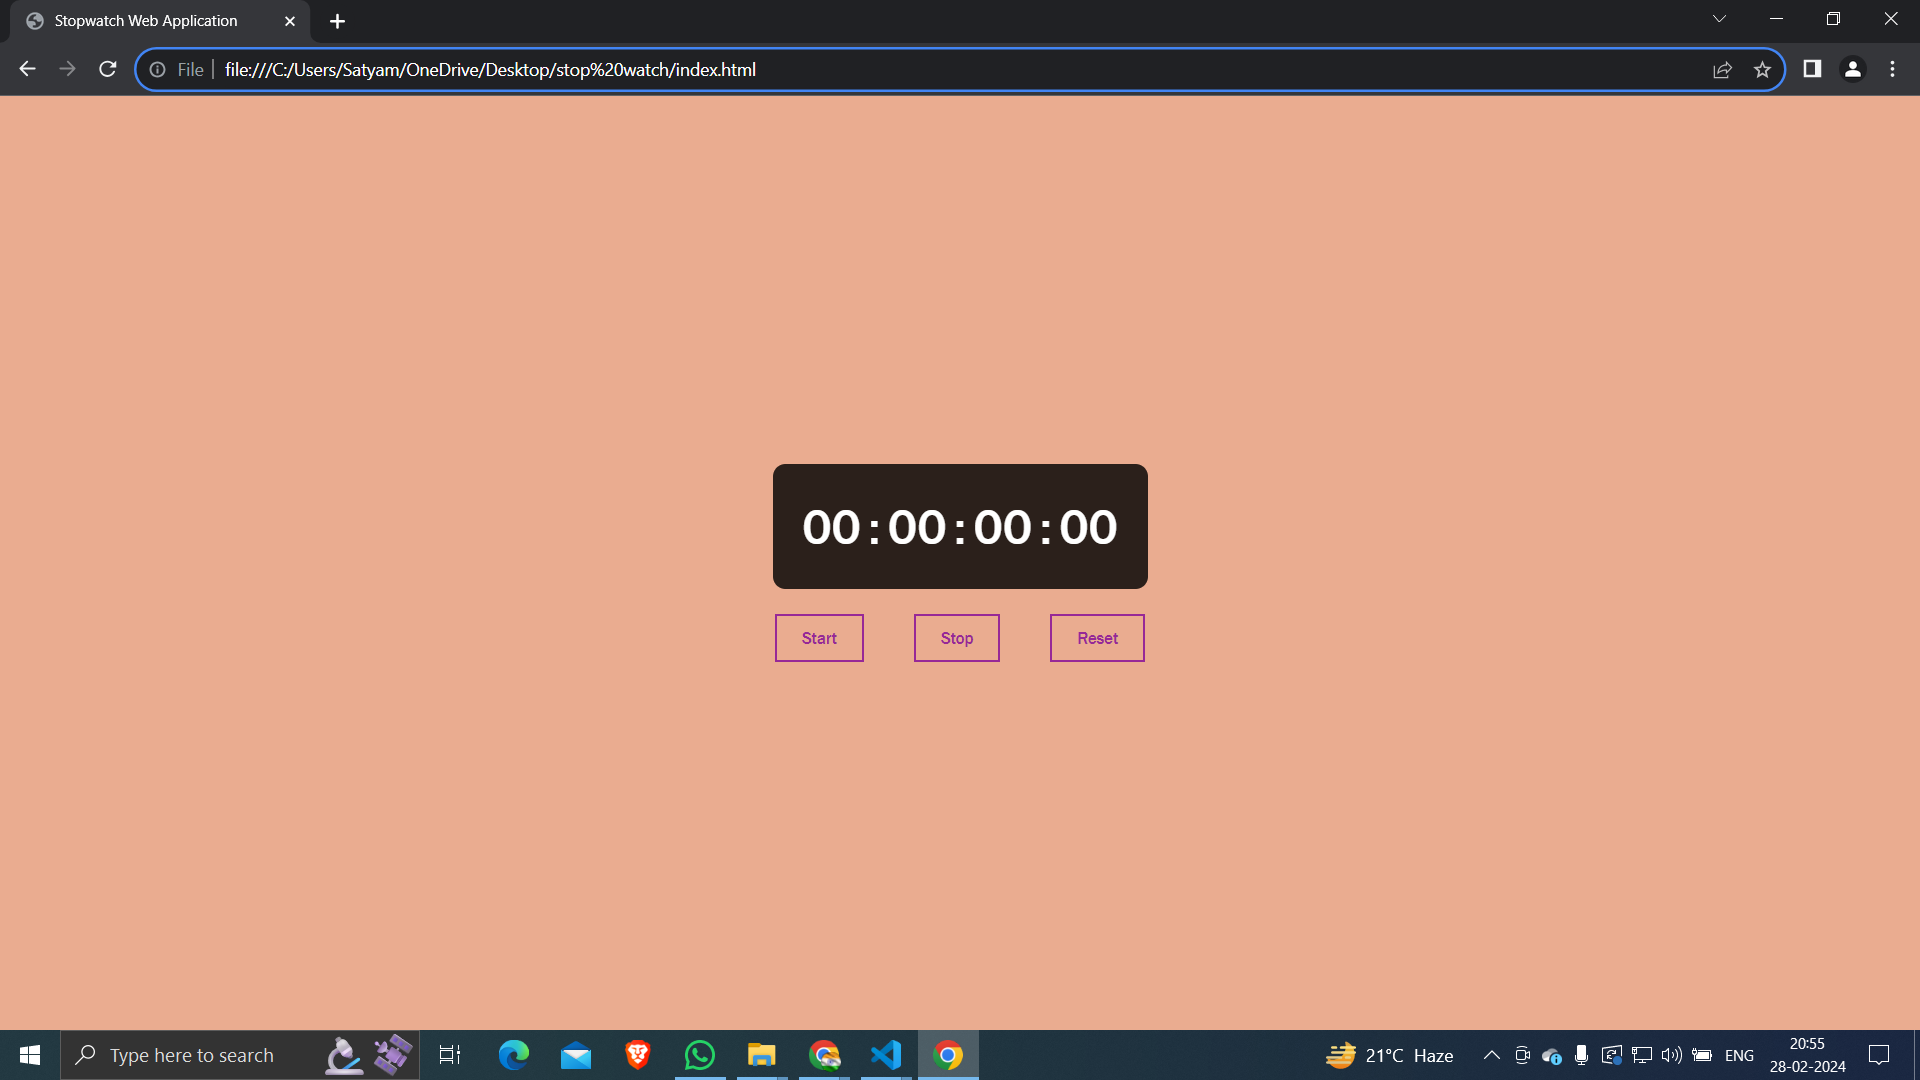 Stopwatch Web Application
File
file:///C:/Users/Satyam/OneDrive/Desktop/stop%20watch/index.html
00 : 00 : 00 : 00
Start
Stop
Reset
Type here to search
21°C Haze
ENG
20:55
28-02-2024